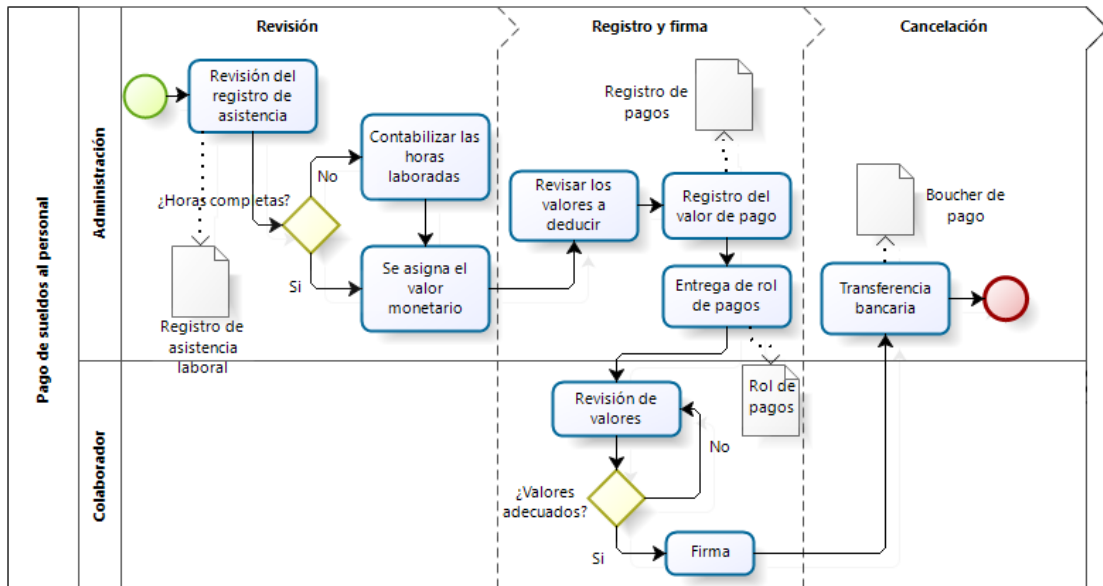 Pago de sueldos al personal
Revisión
Registro y firma
Cancelación
Administración
Revisión del
registro de
asistencia
¿Horas completas?
No
Si
Contabilizar las
horas
laboradas
Se asigna el
valor
monetario
Registro de
asistencia
laboral
Revisar los
valores a
deducir
Registro de
pagos
Registro del
valor de pago
Entrega de rol
de pagos
Rol de
pagos
Boucher de
pago
Transferencia
bancaria
Colaborador
Revisión de
valores
No
¿Valores
adecuados?
Si
Firma